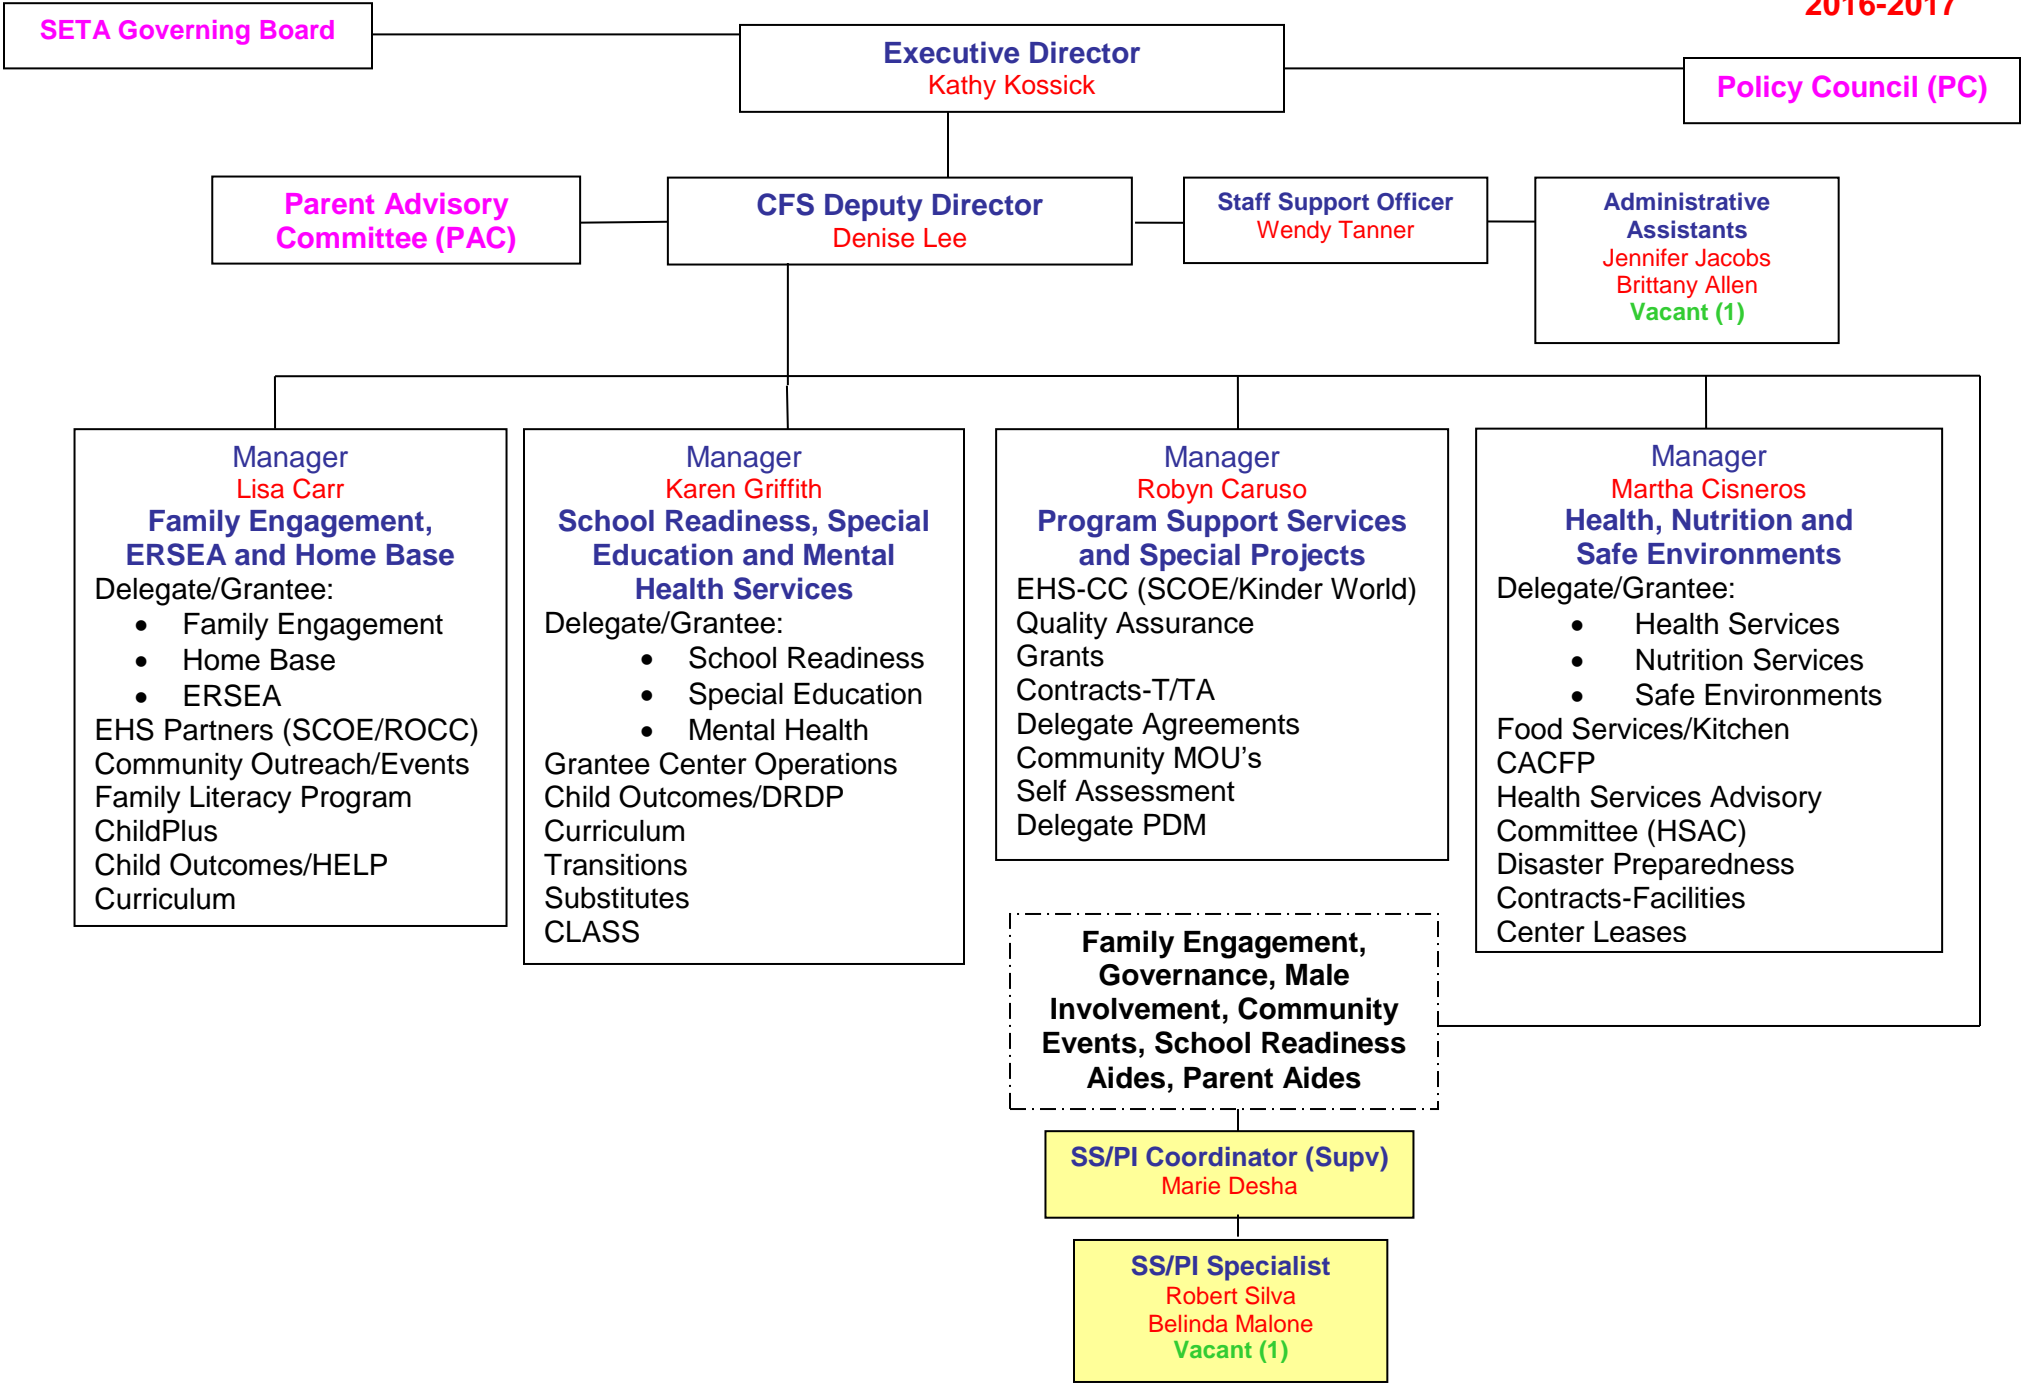 2016-2017
SETA Governing Board
Executive Director
Kathy Kossick
Policy Council (PC)
Parent Advisory
Committee (PAC)
CFS Deputy Director
Denise Lee
Staff Support Officer
Wendy Tanner
Administrative
Assistants
Jennifer Jacobs
Brittany Allen
Vacant (1)
Manager
Lisa Carr
Family Engagement,
ERSEA and Home Base
Delegate/Grantee:
• Family Engagement
• Home Base
• ERSEA
EHS Partners (SCOE/ROCC)
Community Outreach/Events
Family Literacy Program
ChildPlus
Child Outcomes/HELP
Curriculum
Manager
Karen Griffith
School Readiness, Special
Education and Mental
Health Services
Delegate/Grantee:
• School Readiness
• Special Education
• Mental Health
Grantee Center Operations
Child Outcomes/DRDP
Curriculum
Transitions
Substitutes
CLASS
Manager
Robyn Caruso
Program Support Services
and Special Projects
EHS-CC (SCOE/Kinder World)
Quality Assurance
Grants
Contracts-T/TA
Delegate Agreements
Community MOU's
Self Assessment
Delegate PDM
Manager
Martha Cisneros
Health, Nutrition and
Safe Environments
Delegate/Grantee:
• Health Services
• Nutrition Services
• Safe Environments
Food Services/Kitchen
CACFP
Health Services Advisory
Committee (HSAC)
Disaster Preparedness
Contracts-Facilities
Center Leases
Family Engagement,
Governance, Male
Involvement, Community
Events, School Readiness
Aides, Parent Aides
SS/PI Coordinator (Supv)
Marie Desha
SS/PI Specialist
Robert Silva
Belinda Malone
Vacant (1)